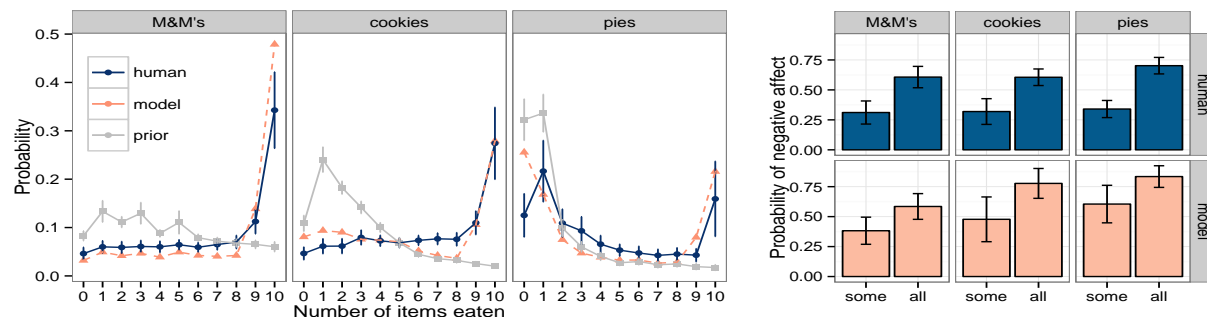 M&M's cookies pies
0.5
0.4
0.3
0.2
0.1
0.0
Probability
human
model
prior
0 1 2 3 4 5 6 7 8 9 10 0 1 2 3 4 5 6 7 8 9 10 0 1 2 3 4 5 6 7 8 9 10
Number of items eaten
M&M's cookies pies
Probability of negative affect
0.75
0.50
0.25
0.00
human
0.75
0.50
0.25
0.00
model
some all some all some all